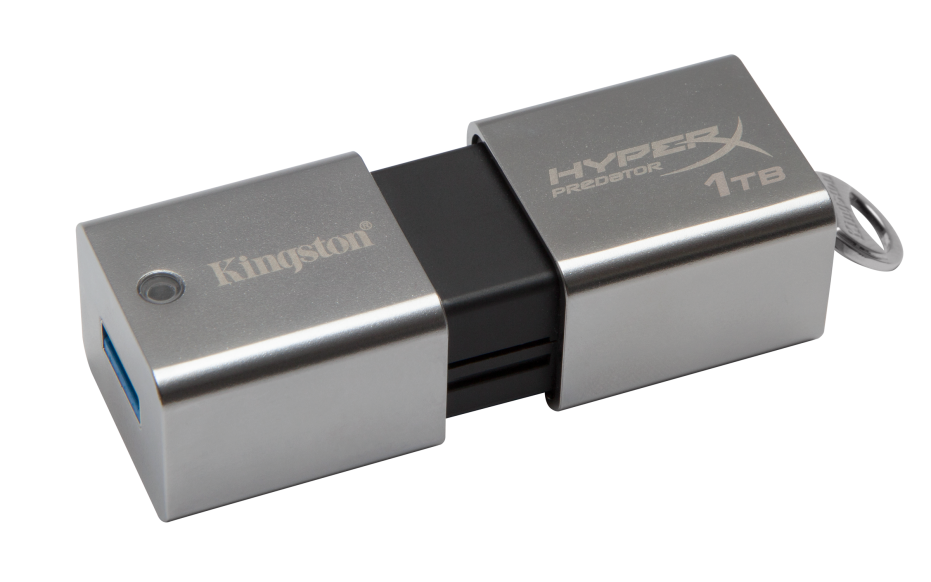 Kingston®
HYPERX
PREDATOR
1TB